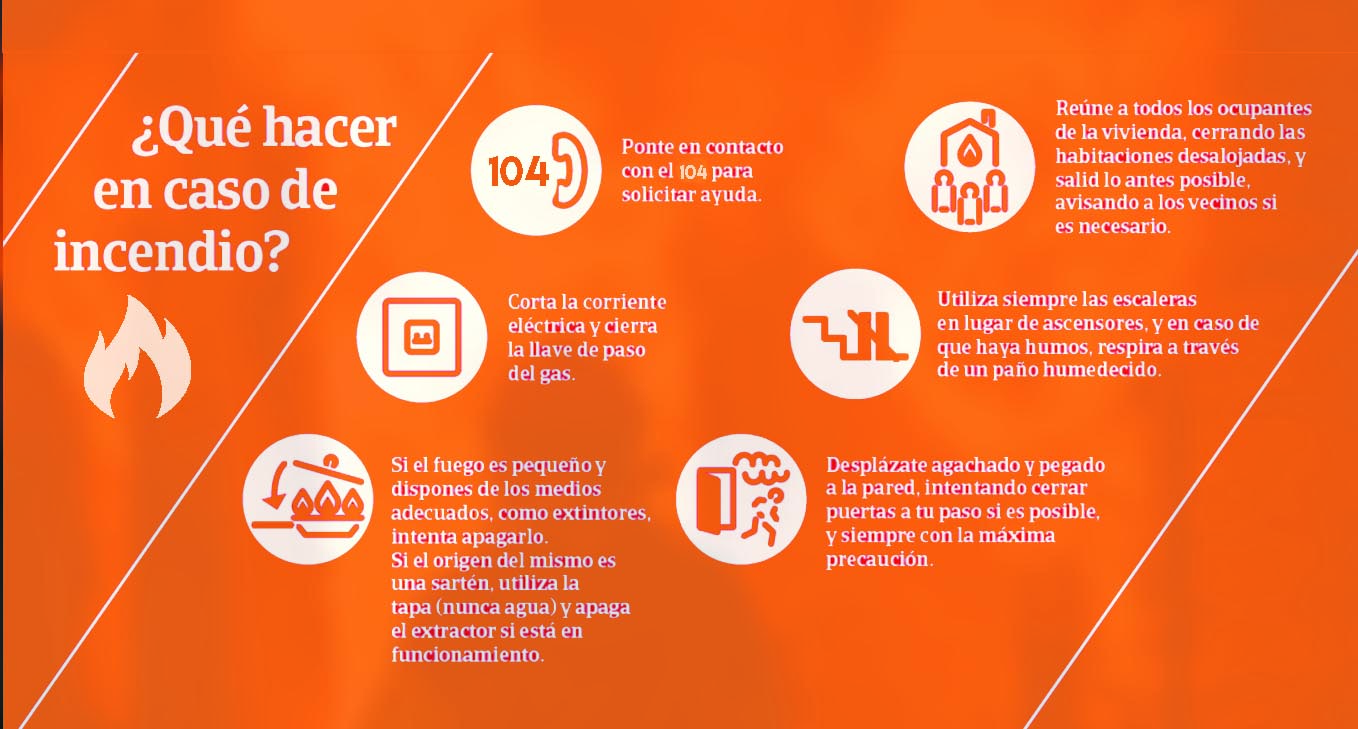 ¿Qué hacer
en caso de
incendio?
104
Ponte en contacto
con el 104 para
solicitar ayuda.
Corta la corriente
eléctrica y cierra
la llave de paso
del gas.
Si el fuego es pequeño y
dispones de los medios
adecuados, como extintores,
intenta apagarlo.
Si el origen del mismo es
una sartén, utiliza la
tapa (nunca agua) y apaga
el extractor si está en
funcionamiento.
Reúne a todos los ocupantes
de la vivienda, cerrando las
habitaciones desalojadas, y
salid lo antes posible,
avisando a los vecinos si
es necesario.
Utiliza siempre las escaleras
en lugar de ascensores, y en caso de
que haya humos, respira a través
de un paño humedecido.
Desplázate agachado y pegado
a la pared, intentando cerrar
puertas a tu paso si es posible,
y siempre con la máxima
precaución.